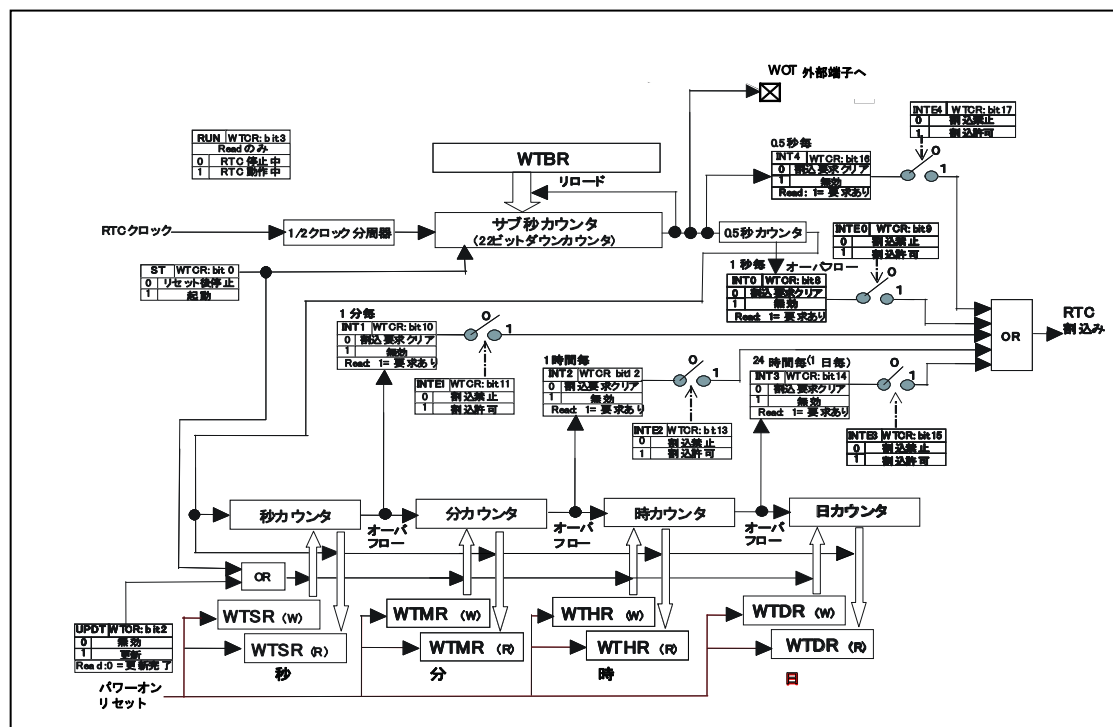 WOT 外部端子へ
INTE4 WTCR: bit17
0 割込禁止
1 割込許可
RUN WTCR: bit3
Readのみ
0 RTC 停止中
1 RTC 動作中
WTBR
リロード
0.5秒毎
INT4 WTCR: bit16
0 割込要求クリア
1 無効
Read: 1=要求あり
0
1
RTCクロック
1/2クロック分周器
サブ秒カウンタ
(22ビットダウンカウンタ)
0.5秒カウンタ
INTE0 WTCR: bit9
0 割込禁止
1 割込許可
ST WTCR: bit0
0 リセット後停止
1 起動
1秒毎
オーバフロー
INT0 WTCR: bit8
0 割込要求クリア
1 無効
Read: 1=要求あり
0
1
OR
RTC
割込み
1分毎
INT1 WTCR: bit10
0 割込要求クリア
1 無効
Read: 1=要求あり
0
1
INTE1 WTCR: bit11
0 割込禁止
1 割込許可
1時間毎
INT2 WTCR bit12
0 割込要求クリア
1 無効
Read: 1=要求あり
0
1
INTE2 WTCR: bit13
0 割込禁止
1 割込許可
24時間毎(1日毎)
INT3 WTCR: bit14
0 割込要求クリア
1 無効
Read: 1=要求あり
0
1
INTE3 WTCR: bit15
0 割込禁止
1 割込許可
秒カウンタ
オーバ
フロー
分カウンタ
オーバ
フロー
時カウンタ
オーバ
フロー
日カウンタ
OR
WTSR (W)
WTMR (W)
WTHR (W)
WTDR (W)
UPDT WTCR: bit2
0 無効
1 更新
Read:0=更新完了
WTSR (R)
WTMR (R)
WTHR (R)
WTDR (R)
秒
分
時
日
パワーオン
リセット